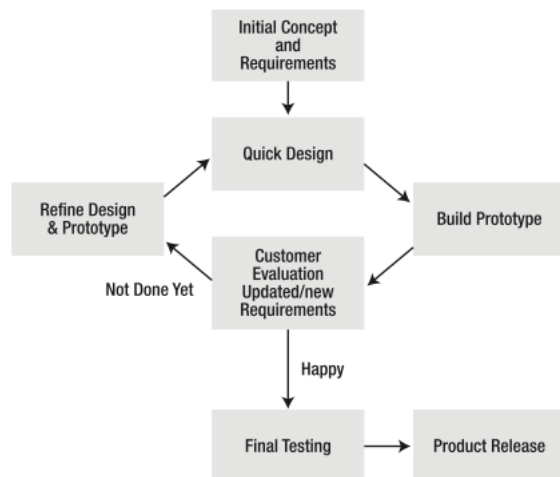 Initial Concept
and
Requirements
Quick Design
Refine Design
& Prototype
Build Prototype
Customer
Evaluation
Updated/new
Requirements
Not Done Yet
Happy
Final Testing
Product Release